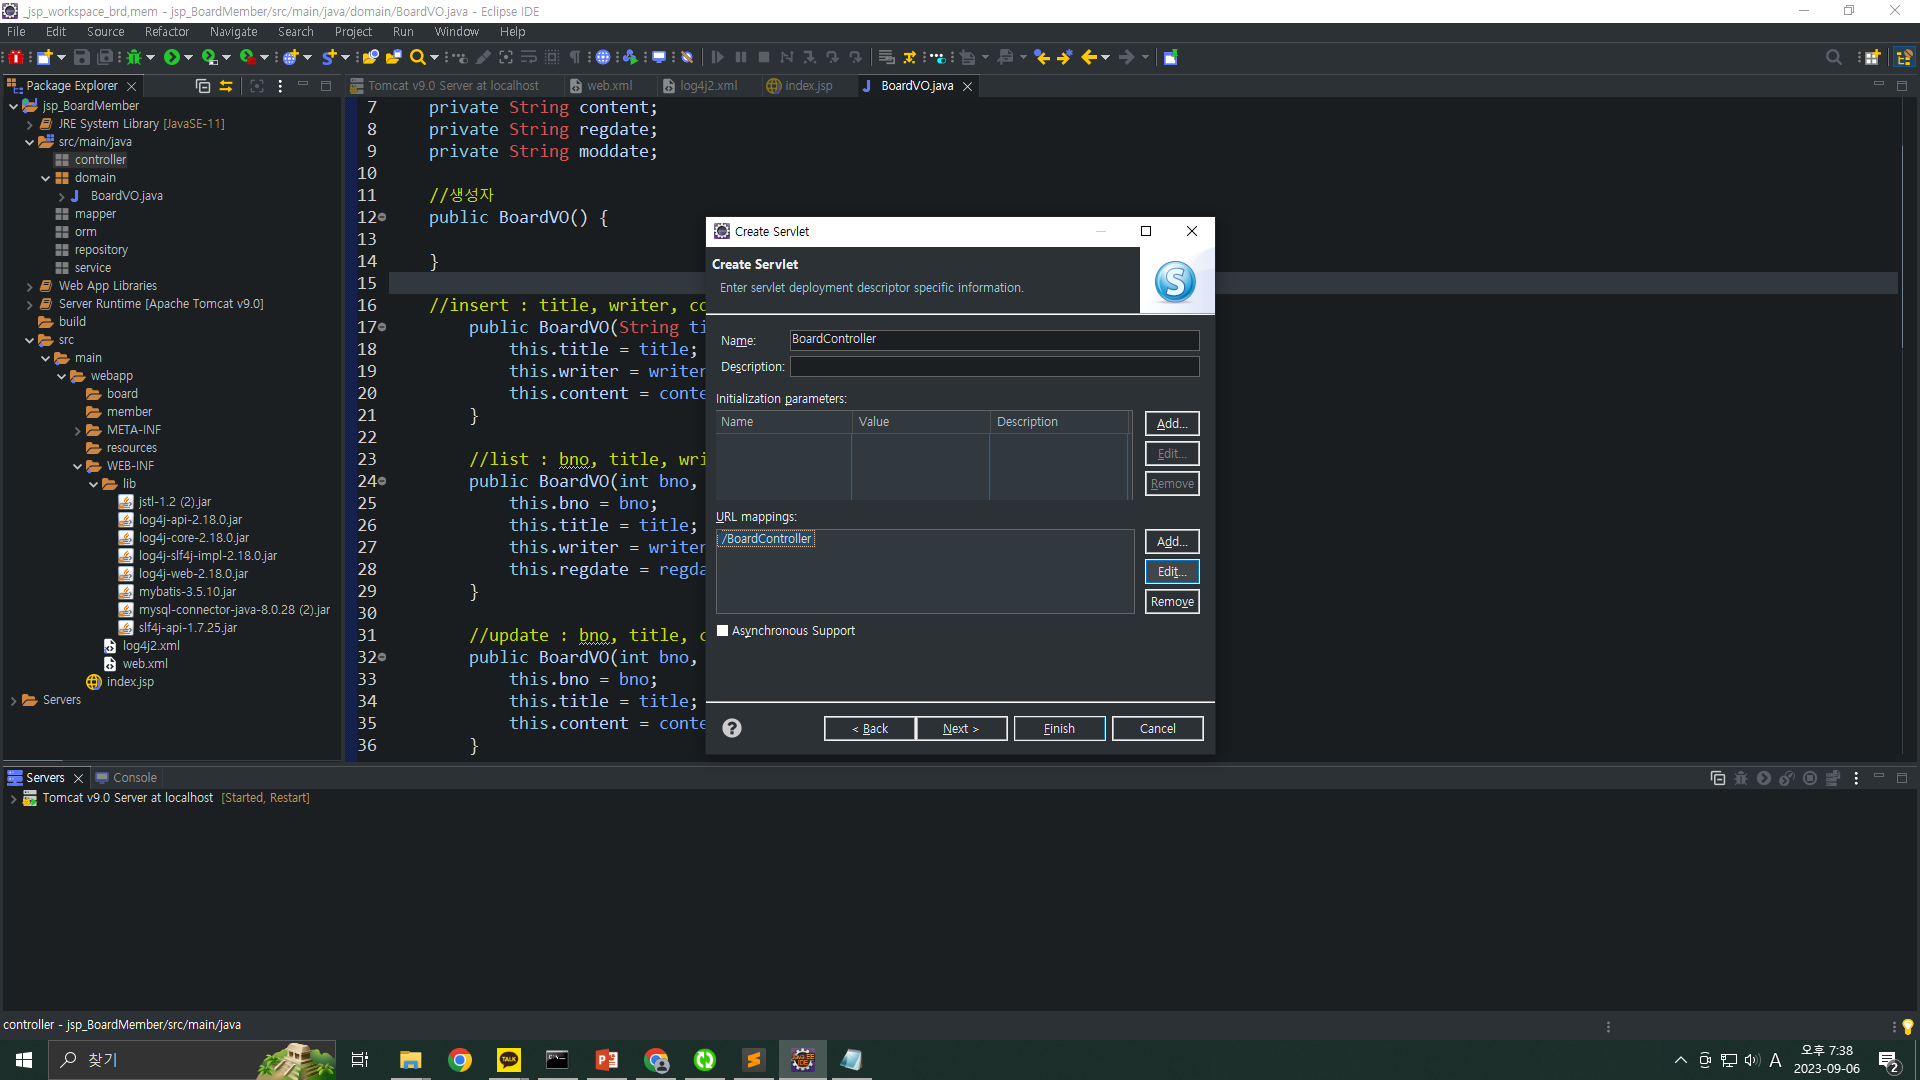 _jsp_workspace_brd,mem - jsp_BoardMember/src/main/java/domain/BoardVO.java - Eclipse IDE
File Edit Source Refactor Navigate Search Project Run Window Help
Package Explorer
Tomcat v9.0 Server at localhost web.xml log4j2.xml index.jsp BoardVO.java
jsp_BoardMember
JRE System Library [JavaSE-11]
src/main/java
controller
domain
BoardVO.java
mapper
orm
repository
service
Web App Libraries
Server Runtime [Apache Tomcat v9.0]
build
src
main
webapp
board
member
META-INF
resources
WEB-INF
lib
jstl-1.2 (2).jar
log4j-api-2.18.0.jar
log4j-core-2.18.0.jar
log4j-slf4j-impl-2.18.0.jar
log4j-web-2.18.0.jar
mybatis-3.5.10.jar
mysql-connector-java-8.0.28 (2).jar
slf4j-api-1.7.25.jar
log4j2.xml
web.xml
index.jsp
Servers
7 private String content;
8 private String regdate;
9 private String moddate;
10
11 //생성자
12 public BoardVO() {
13
14 }
15
16 //insert : title, writer, co
17 public BoardVO(String ti
18 this.title = title;
19 this.writer = writer
20 this.content = conte
21 }
22
23 //list : bno, title, wri
24 public BoardVO(int bno,
25 this.bno = bno;
26 this.title = title;
27 this.writer = writer
28 this.regdate = regda
29 }
30
31 //update : bno, title, c
32 public BoardVO(int bno,
33 this.bno = bno;
34 this.title = title;
35 this.content = conte
36 }
Create Servlet
Create Servlet
Enter servlet deployment descriptor specific information.
S
Name: BoardController
Description:
Initialization parameters:
Name Value Description
Add...
Edit...
Remove
URL mappings:
/BoardController
Add...
Edit...
Remove
Asynchronous Support
? < Back Next > Finish Cancel
Servers Console
Tomcat v9.0 Server at localhost [Started, Restart]
controller - jsp_BoardMember/src/main/java
찾기
TALK
A
오후 7:38
2023-09-06
2